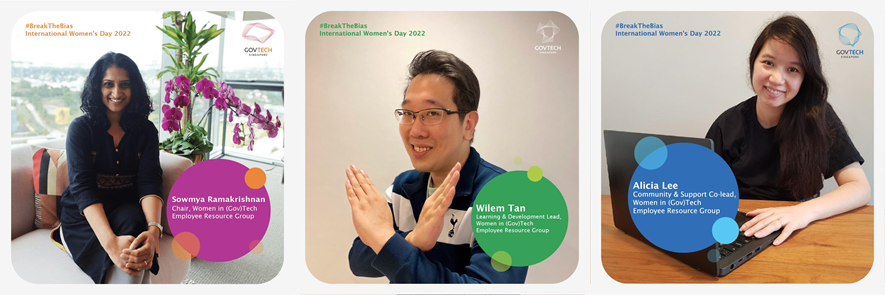 #BreakTheBias
International Women's Day 2022
GOVTECH
SINGAPORE
Sowmya Ramakrishnan
Chair, Women in (Gov)Tech
Employee Resource Group
#BreakTheBias
International Women's Day 2022
GOVTECH
SINGAPORE
Wilem Tan
Learning & Development Lead,
Women in (Gov)Tech
Employee Resource Group
#BreakTheBias
International Women's Day 2022
GOVTECH
SINGAPORE
Alicia Lee
Community & Support Co-lead,
Women in (Gov)Tech
Employee Resource Group